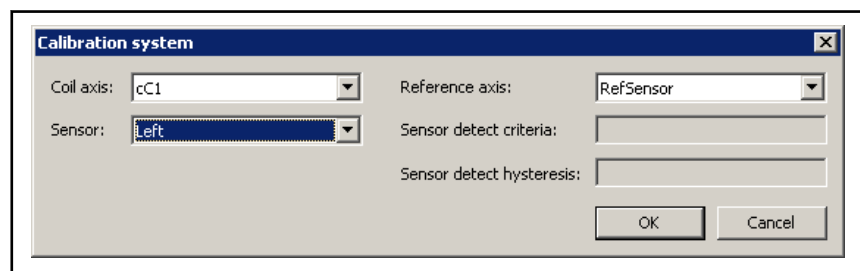 Calibration system
Coil axis: cC1 Reference axis: RefSensor
Sensor: Left Sensor detect criteria:
Sensor detect hysteresis:
OK Cancel